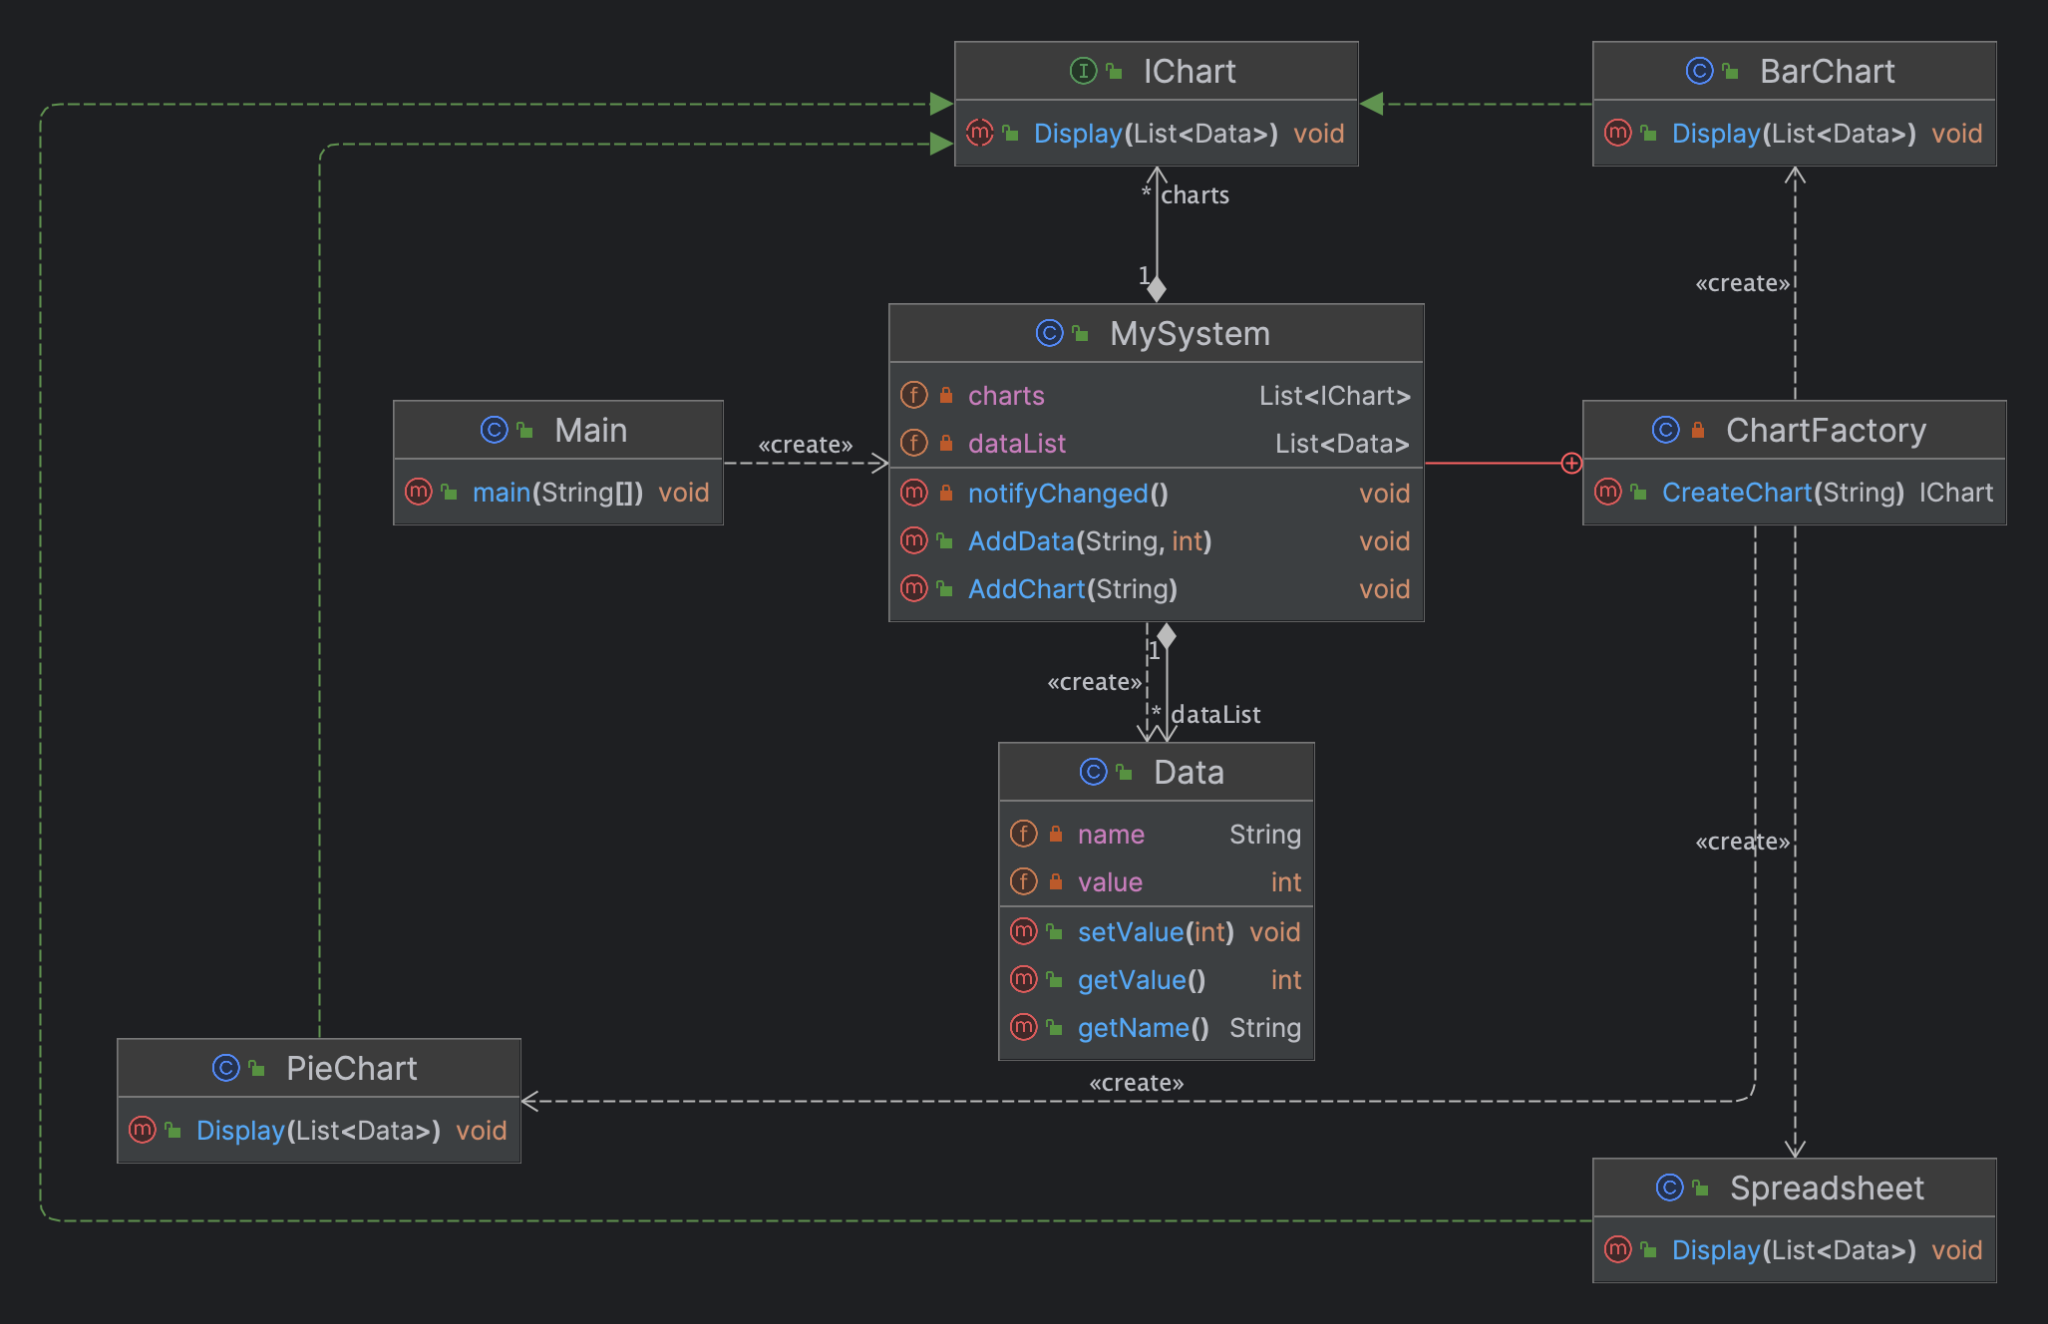 IChart
Display(List<Data>) void
BarChart
Display(List<Data>) void
* charts
1
«create»
MySystem
charts List<IChart>
dataList List<Data>
notifyChanged() void
AddData(String, int) void
AddChart(String) void
Main
main(String[]) void
«create»
ChartFactory
CreateChart(String) IChart
1
«create»
* dataList
Data
name String
value int
setValue(int) void
getValue() int
getName() String
«create»
PieChart
Display(List<Data>) void
«create»
Spreadsheet
Display(List<Data>) void